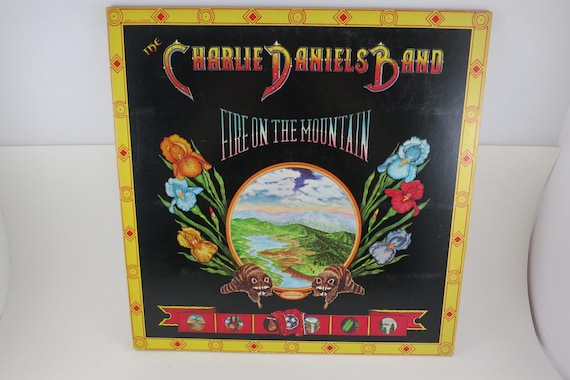 THE CHARLIE DANIELS BAND
FIRE ON THE MOUNTAIN